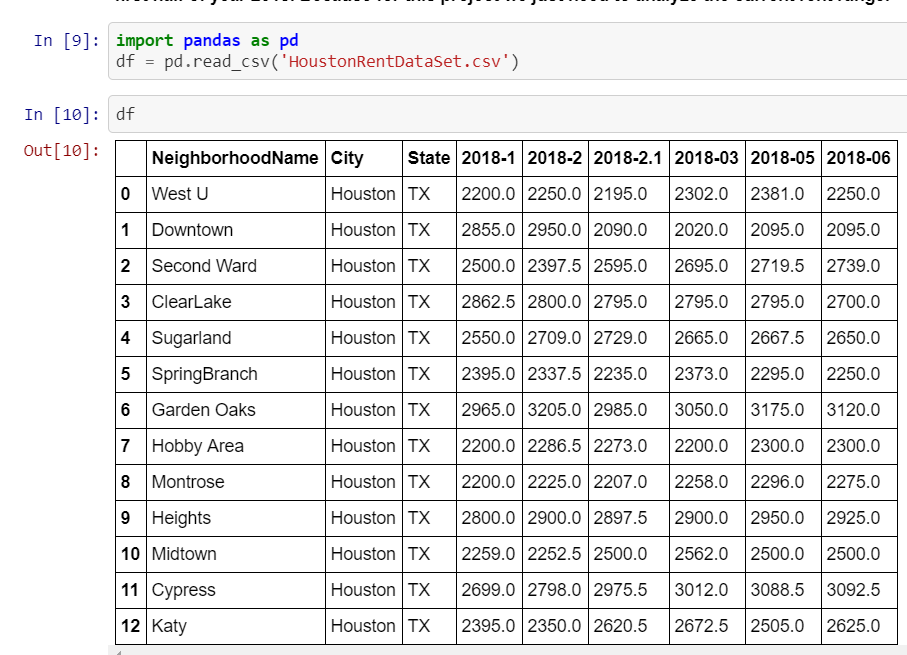 In [9]: import pandas as pd
df = pd.read_csv('HoustonRentDataSet.csv')
In [10]: df
Out[10]:
NeighborhoodName City State 2018-1 2018-2 2018-2.1 2018-03 2018-05 2018-06
0 West U Houston TX 2200.0 2250.0 2195.0 2302.0 2381.0 2250.0
1 Downtown Houston TX 2855.0 2950.0 2090.0 2020.0 2095.0 2095.0
2 Second Ward Houston TX 2500.0 2397.5 2595.0 2695.0 2719.5 2739.0
3 ClearLake Houston TX 2862.5 2800.0 2795.0 2795.0 2795.0 2700.0
4 Sugarland Houston TX 2550.0 2709.0 2729.0 2665.0 2667.5 2650.0
5 SpringBranch Houston TX 2395.0 2337.5 2235.0 2373.0 2295.0 2250.0
6 Garden Oaks Houston TX 2965.0 3205.0 2985.0 3050.0 3175.0 3120.0
7 Hobby Area Houston TX 2200.0 2286.5 2273.0 2200.0 2300.0 2300.0
8 Montrose Houston TX 2200.0 2225.0 2207.0 2258.0 2296.0 2275.0
9 Heights Houston TX 2800.0 2900.0 2897.5 2900.0 2950.0 2925.0
10 Midtown Houston TX 2259.0 2252.5 2500.0 2562.0 2500.0 2500.0
11 Cypress Houston TX 2699.0 2798.0 2975.5 3012.0 3088.5 3092.5
12 Katy Houston TX 2395.0 2350.0 2620.5 2672.5 2505.0 2625.0